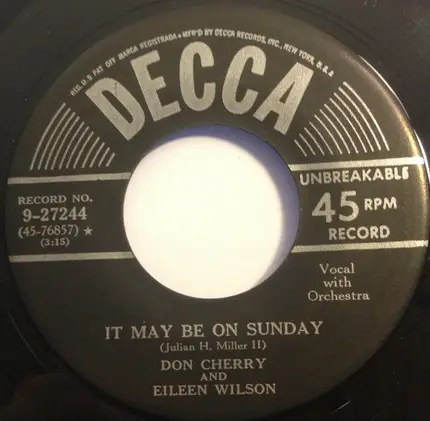 REG. U.S. PAT. OFF. MARCA REGISTRADA • MF'D BY DECCA RECORDS, INC., NEW YORK, U.S.A.
DECCA
RECORD NO.
9-27244
(45-76857) ★
(3:15)
UNBREAKABLE
45 RPM
RECORD
Vocal
with
Orchestra
IT MAY BE ON SUNDAY
(Julian H. Miller II)
DON CHERRY
AND
EILEEN WILSON